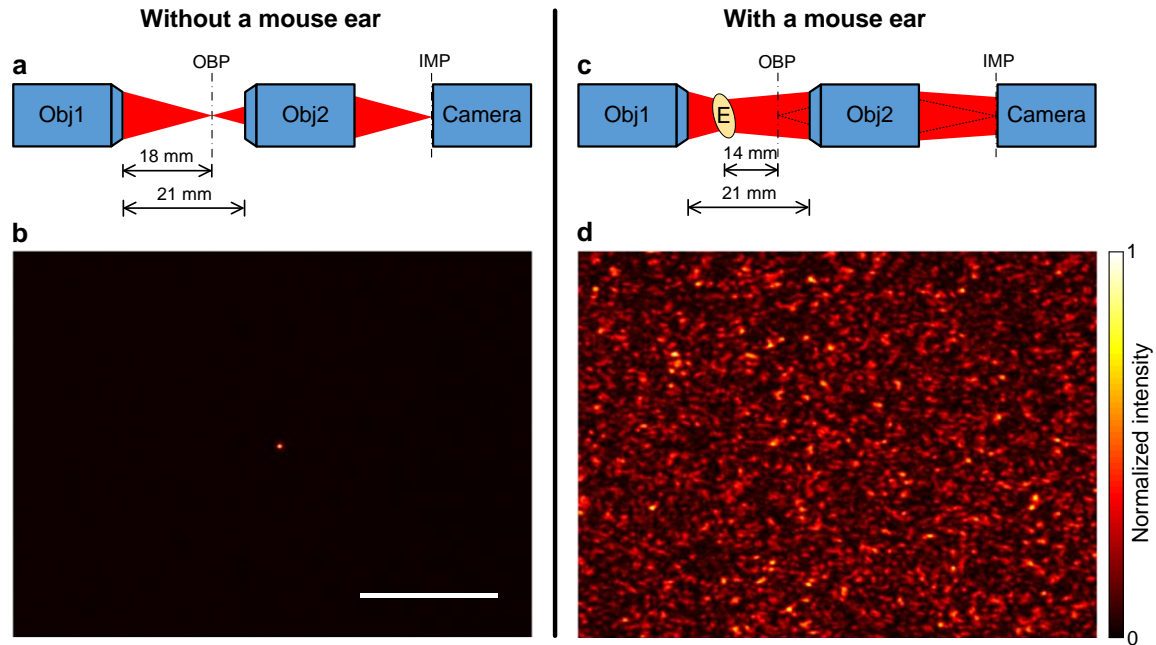 Without a mouse ear
With a mouse ear
a
OBP
IMP
Obj1
Obj2
Camera
18 mm
21 mm
c
OBP
IMP
Obj1
E
Obj2
Camera
14 mm
21 mm
b
d
1
Normalized intensity
0